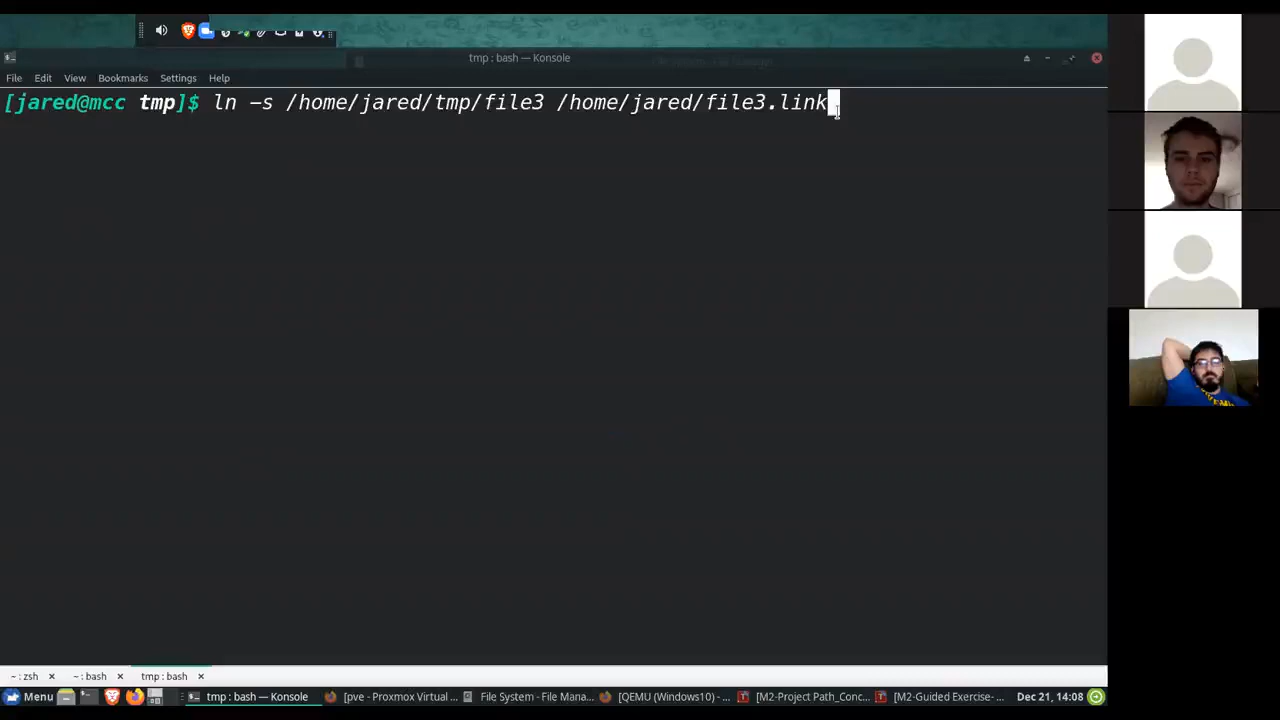 tmp : bash — Konsole
File Edit View Bookmarks Settings Help
[jared@mcc tmp]$ ln -s /home/jared/tmp/file3 /home/jared/file3.link
~ : zsh ~ : bash tmp : bash
Menu tmp : bash — Konsole [pve - Proxmox Virtual ... File System - File Mana... [QEMU (Windows10) - ... [M2-Project Path_Conc... [M2-Guided Exercise- ... Dec 21, 14:08